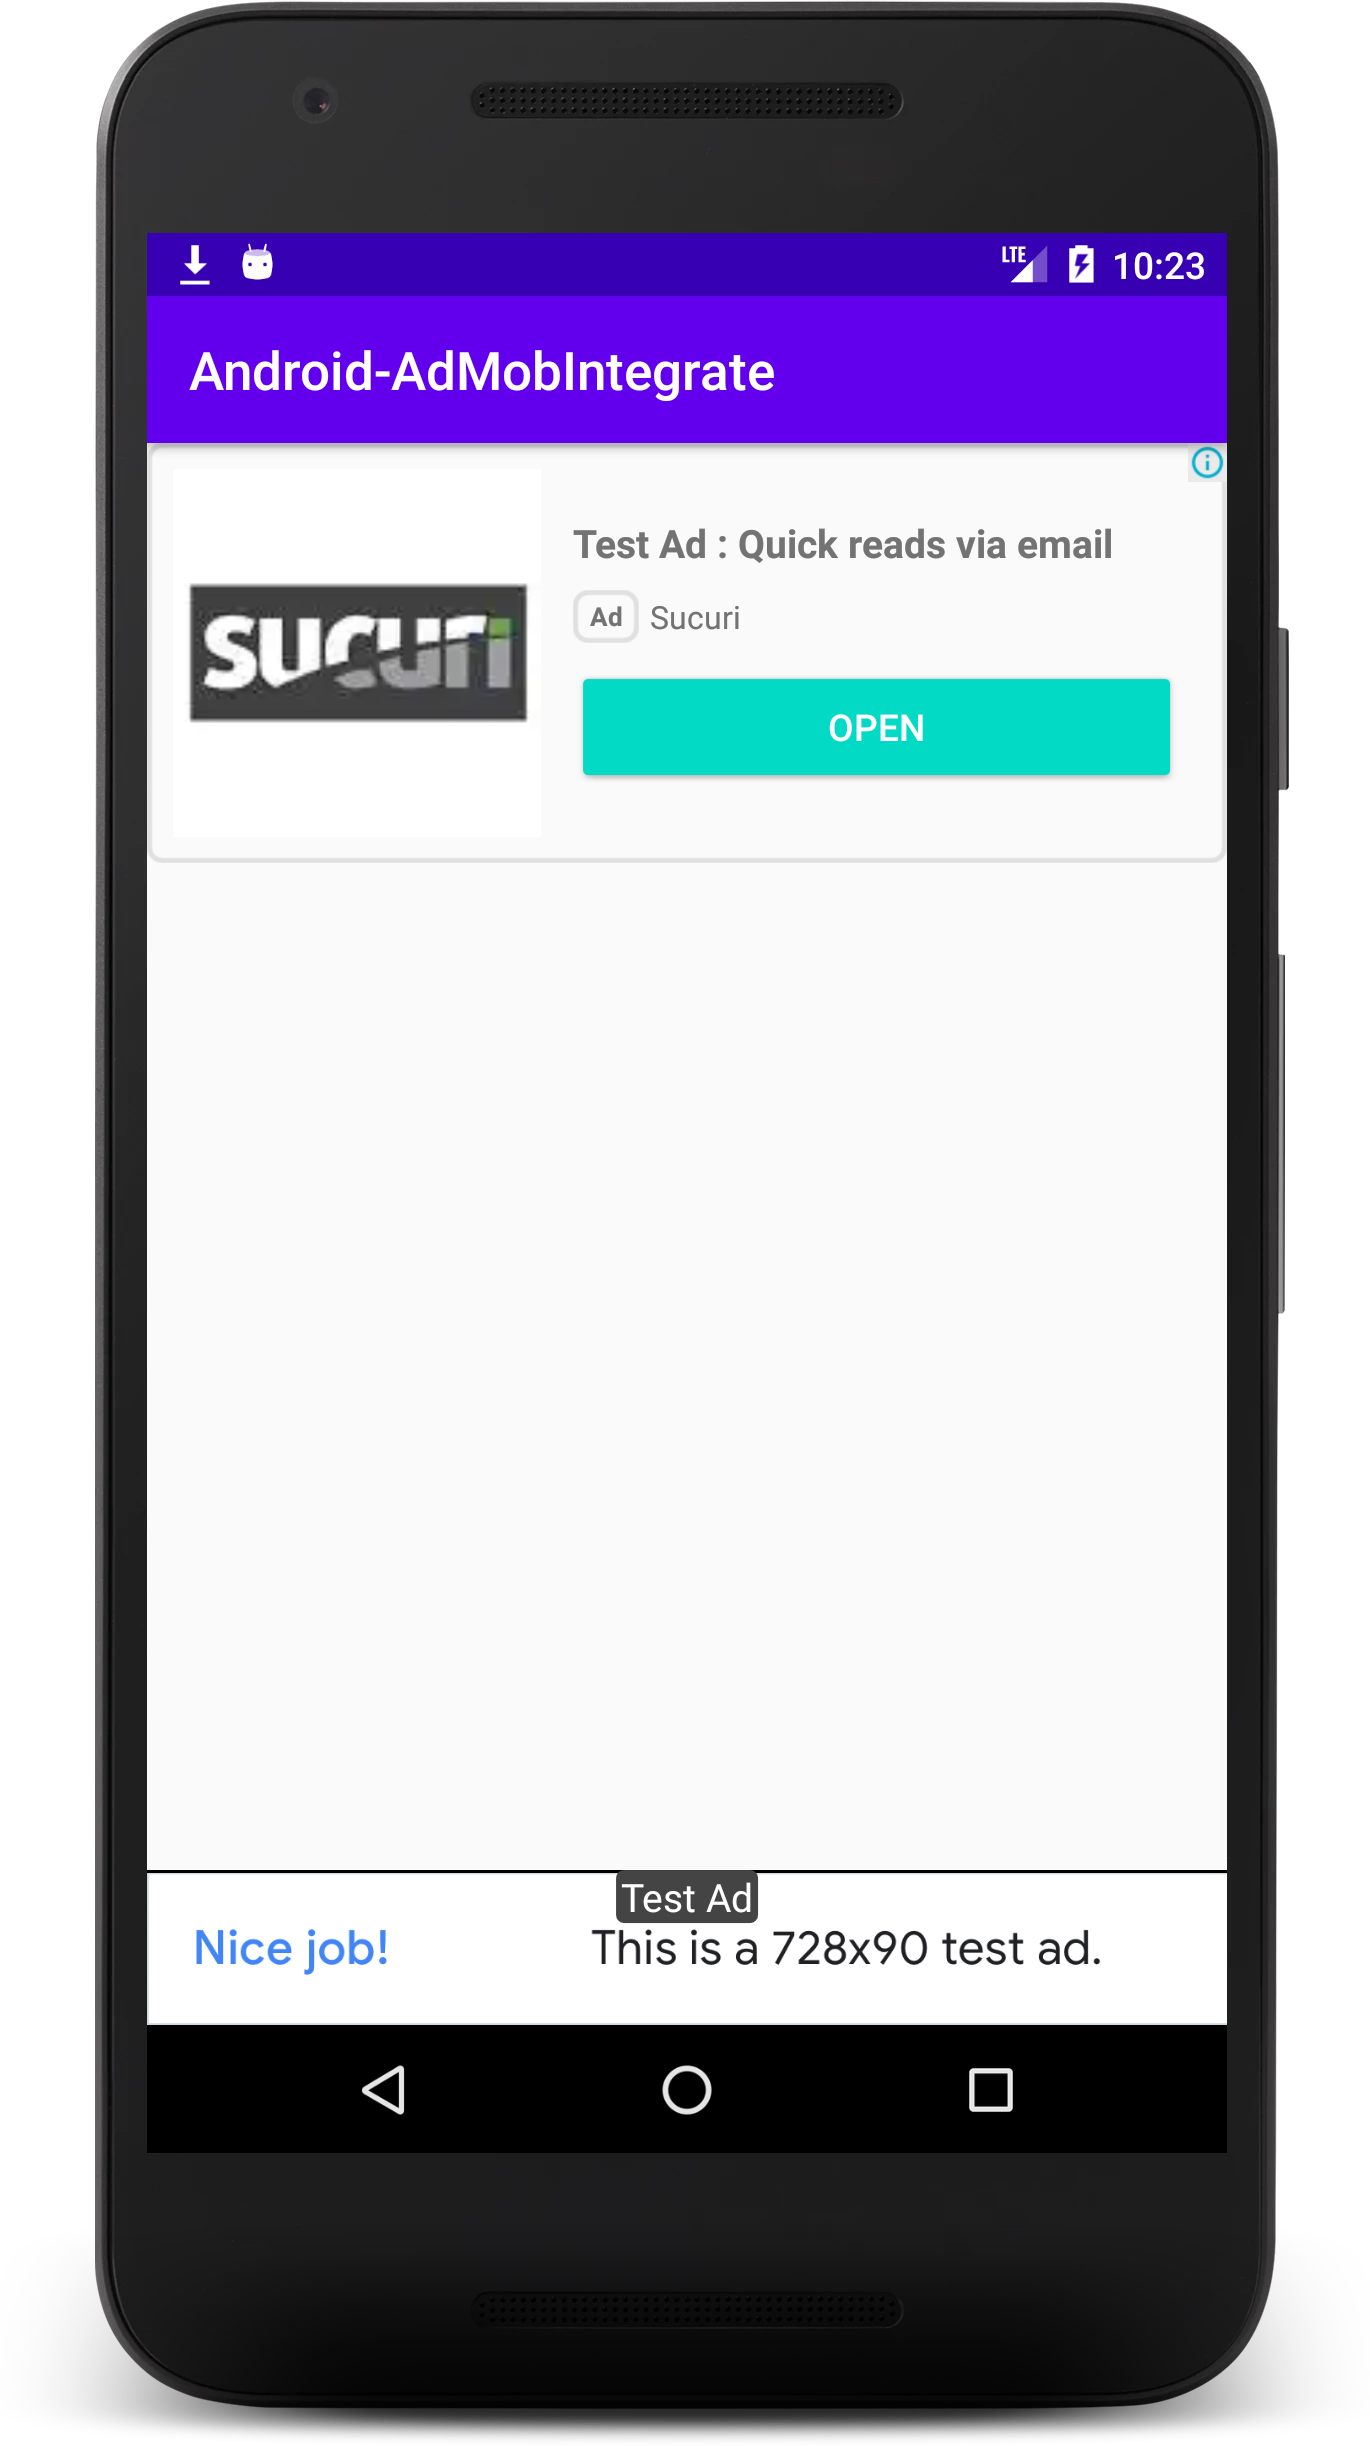 LTE 10:23
Android-AdMobIntegrate
Test Ad : Quick reads via email
sucuri
Ad Sucuri
OPEN
Test Ad
Nice job! This is a 728x90 test ad.